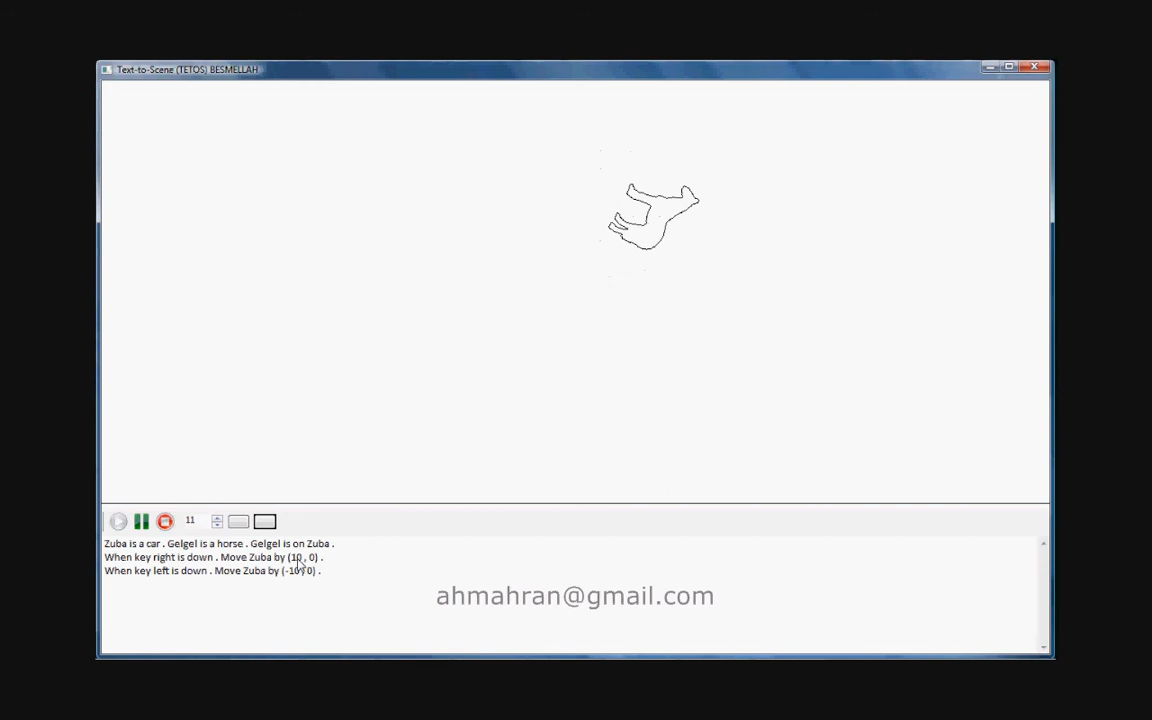 Text-to-Scene (TETOS) BESMELLAH
11
Zuba is a car . Gelgel is a horse . Gelgel is on Zuba .
When key right is down . Move Zuba by (10 , 0) .
When key left is down . Move Zuba by (-10 , 0) .
ahmahran@gmail.com